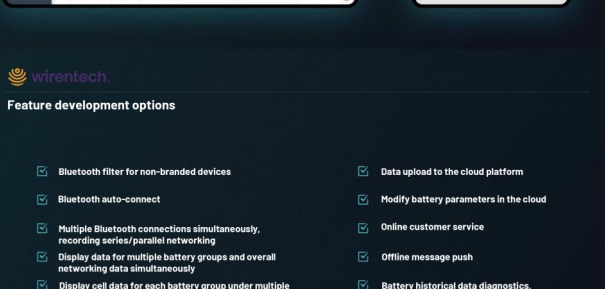 wirentech
Feature development options
Bluetooth filter for non-branded devices
Bluetooth auto-connect
Multiple Bluetooth connections simultaneously,
recording series/parallel networking
Display data for multiple battery groups and overall
networking data simultaneously
Display cell data for each battery group under multiple
Data upload to the cloud platform
Modify battery parameters in the cloud
Online customer service
Offline message push
Battery historical data diagnostics,